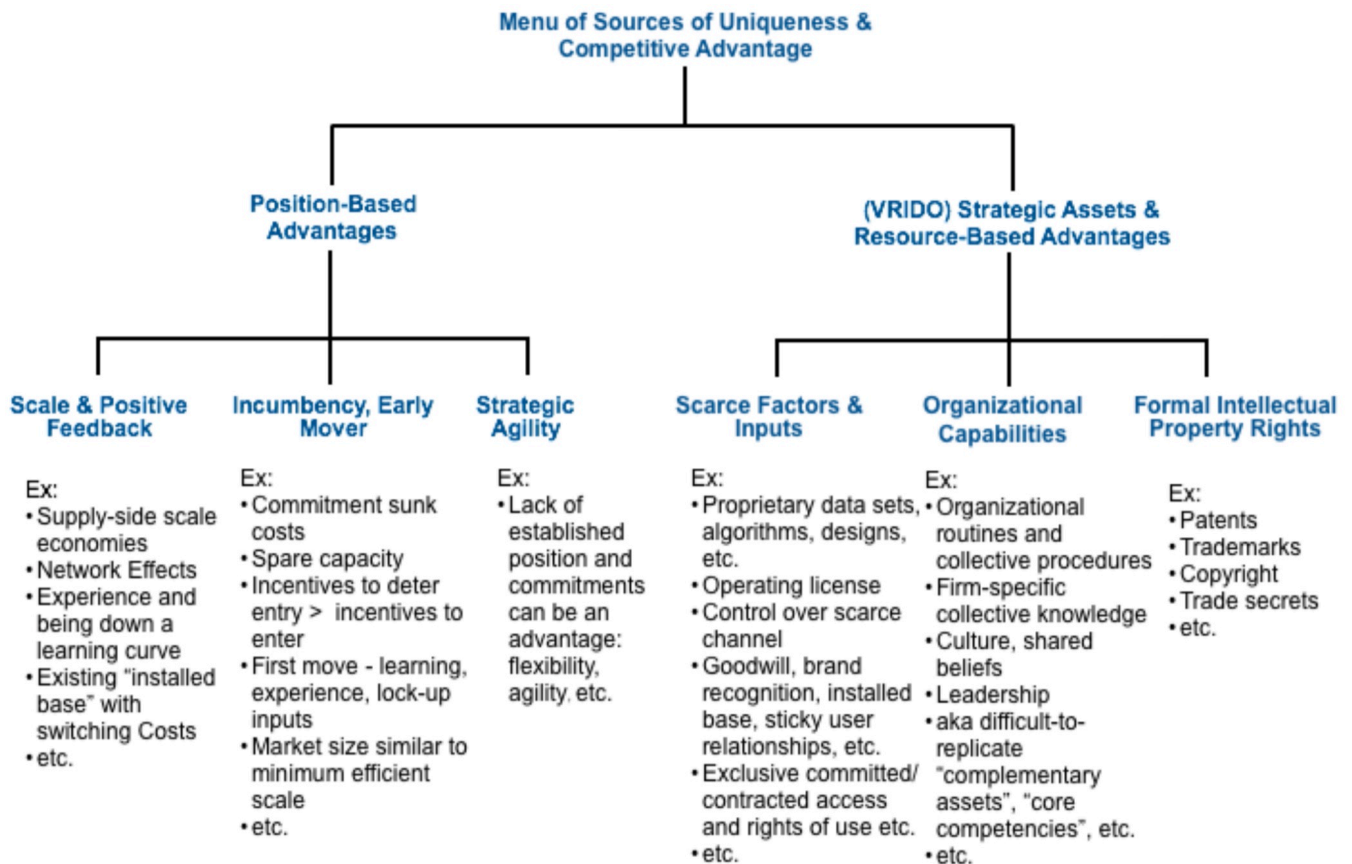 Menu of Sources of Uniqueness &
Competitive Advantage
Position-Based
Advantages
(VRIDO) Strategic Assets &
Resource-Based Advantages
Scale & Positive
Feedback
Ex:
•Supply-side scale
economies
•Network Effects
•Experience and
being down a
learning curve
•Existing “installed
base” with
switching Costs
•etc.
Incumbency, Early
Mover
Ex:
•Commitment sunk
costs
•Spare capacity
•Incentives to deter
entry > incentives to
enter
•First move - learning,
experience, lock-up
inputs
•Market size similar to
minimum efficient
scale
•etc.
Strategic
Agility
Ex:
•Lack of
established
position and
commitments
can be an
advantage:
flexibility,
agility, etc.
Scarce Factors &
Inputs
Ex:
•Proprietary data sets,
algorithms, designs,
etc.
•Operating license
•Control over scarce
channel
•Goodwill, brand
recognition, installed
base, sticky user
relationships, etc.
•Exclusive committed/
contracted access
and rights of use etc.
•etc.
Organizational
Capabilities
Ex:
•Organizational
routines and
collective procedures
•Firm-specific
collective knowledge
•Culture, shared
beliefs
•Leadership
•aka difficult-to-
replicate
“complementary
assets”, “core
competencies”, etc.
•etc.
Formal Intellectual
Property Rights
Ex:
•Patents
•Trademarks
•Copyright
•Trade secrets
•etc.